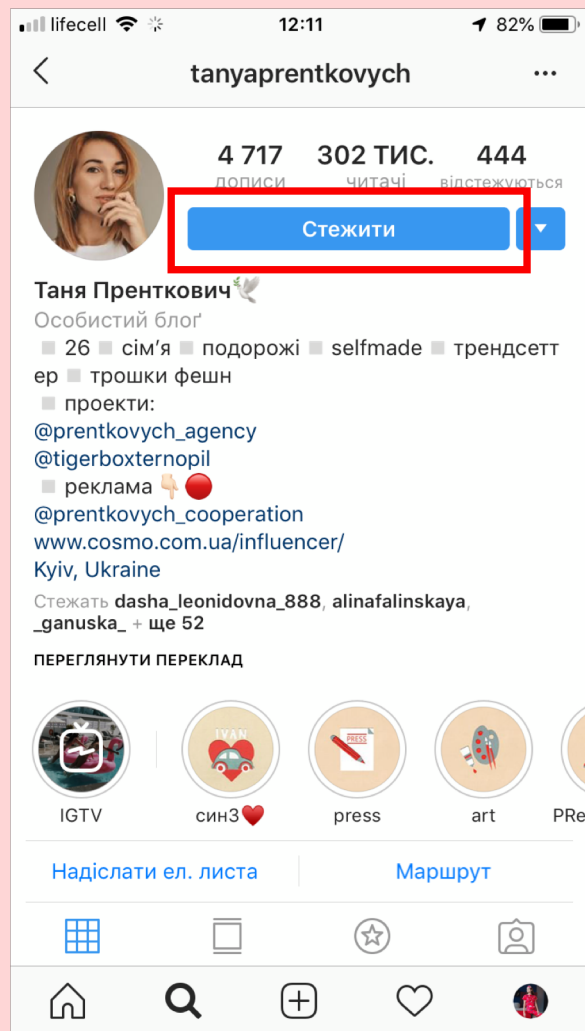 lifecell 12:11 82%
tanyaprentkovych
4 717 302 ТИС. 444
дописи читачі відстежуються
Стежити
Таня Пренткович🕊
Особистий блоґ
◽ 26 ◽ сім'я ◽ подорожі ◽ selfmade ◽ трендсетт
ер ◽ трошки фешн
◽ проекти:
@prentkovych_agency
@tigerboxternopil
◽ реклама 👇🏻🔴
@prentkovych_cooperation
www.cosmo.com.ua/influencer/
Kyiv, Ukraine
Стежать dasha_leonidovna_888, alinafalinskaya,
_ganuska_ + ще 52
ПЕРЕГЛЯНУТИ ПЕРЕКЛАД
IVAN PRESS
IGTV син3❤️ press art PRe
Надіслати ел. листа Маршрут